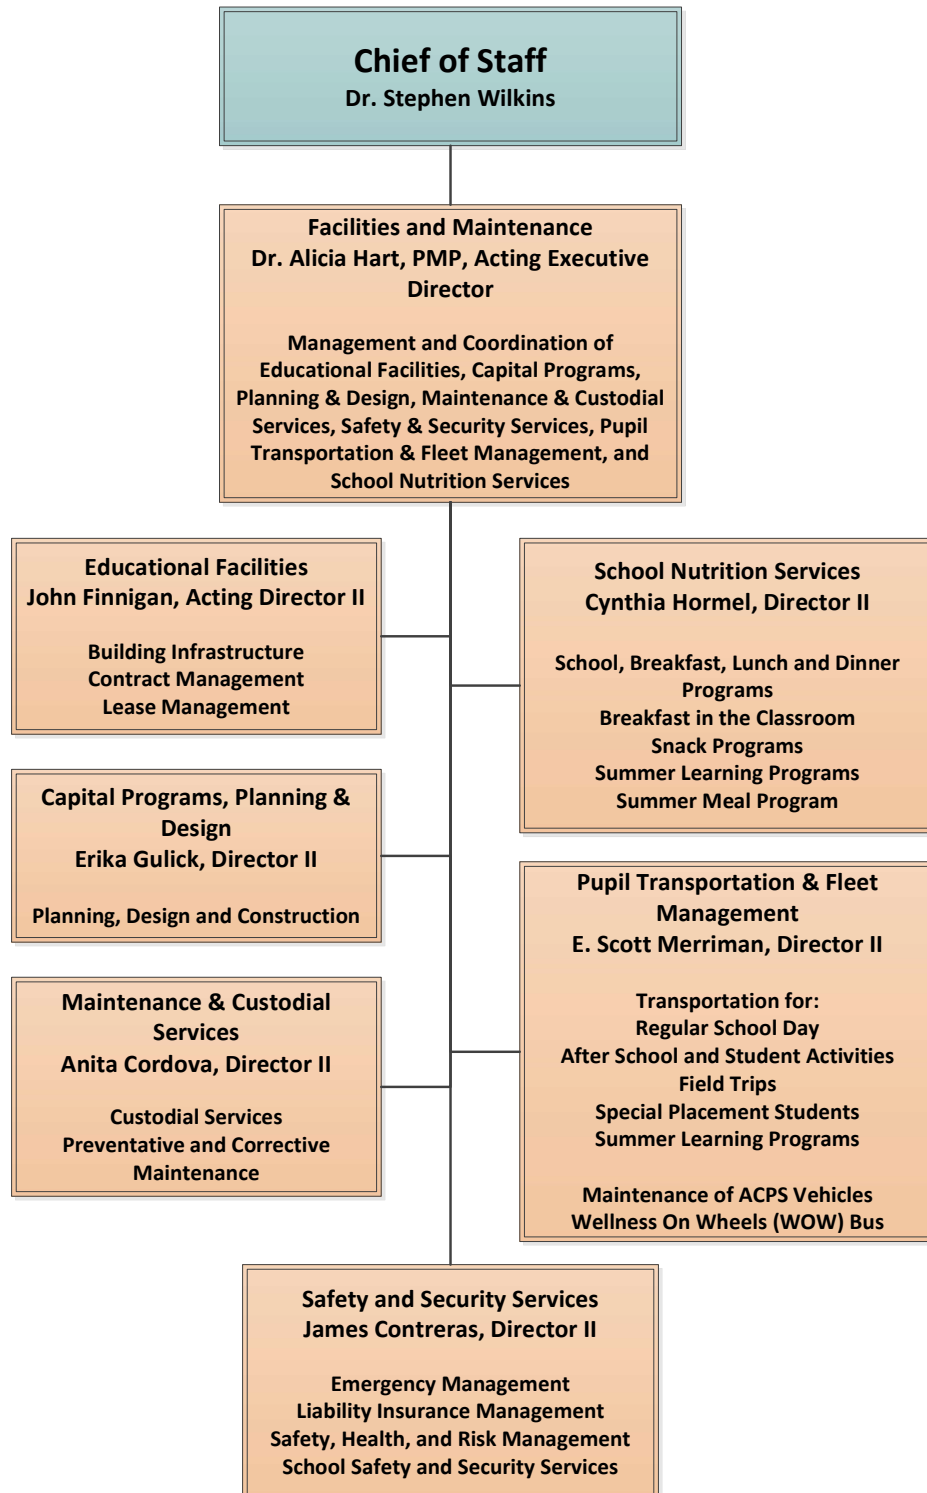 Chief of Staff
Dr. Stephen Wilkins
Facilities and Maintenance
Dr. Alicia Hart, PMP, Acting Executive
Director
Management and Coordination of
Educational Facilities, Capital Programs,
Planning & Design, Maintenance & Custodial
Services, Safety & Security Services, Pupil
Transportation & Fleet Management, and
School Nutrition Services
Educational Facilities
John Finnigan, Acting Director II
Building Infrastructure
Contract Management
Lease Management
School Nutrition Services
Cynthia Hormel, Director II
School, Breakfast, Lunch and Dinner
Programs
Breakfast in the Classroom
Snack Programs
Summer Learning Programs
Summer Meal Program
Capital Programs, Planning &
Design
Erika Gulick, Director II
Planning, Design and Construction
Pupil Transportation & Fleet
Management
E. Scott Merriman, Director II
Transportation for:
Regular School Day
After School and Student Activities
Field Trips
Special Placement Students
Summer Learning Programs
Maintenance of ACPS Vehicles
Wellness On Wheels (WOW) Bus
Maintenance & Custodial
Services
Anita Cordova, Director II
Custodial Services
Preventative and Corrective
Maintenance
Safety and Security Services
James Contreras, Director II
Emergency Management
Liability Insurance Management
Safety, Health, and Risk Management
School Safety and Security Services